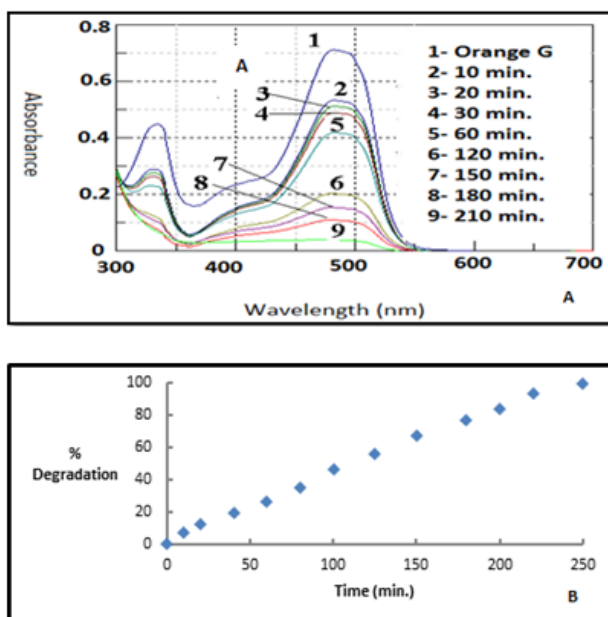 0.8
0.6
0.4
0.2
0
Absorbance
A
1
2
3
4
5
6
7
8
9
1- Orange G
2- 10 min.
3- 20 min.
4- 30 min.
5- 60 min.
6- 120 min.
7- 150 min.
8- 180 min.
9- 210 min.
300 400 500 600 700
Wavelength (nm)
A
100
80
60
40
20
0
%
Degradation
0 50 100 150 200 250
Time (min.)
B